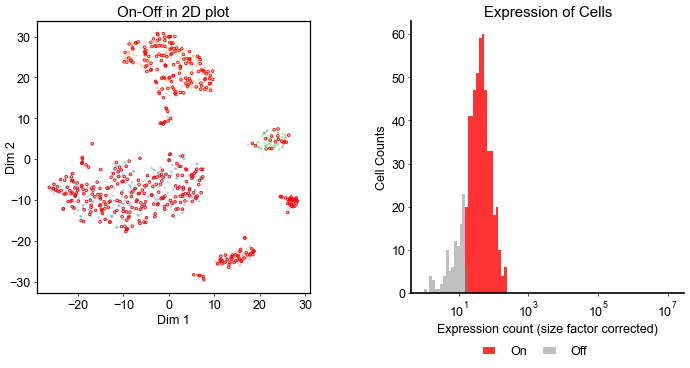 On-Off in 2D plot
30
20
10
0
−10
−20
−30
Dim 2
−20 −10 0 10 20 30
Dim 1
Expression of Cells
60
50
40
30
20
10
0
Cell Counts
10^1 10^3 10^5 10^7
Expression count (size factor corrected)
On Off